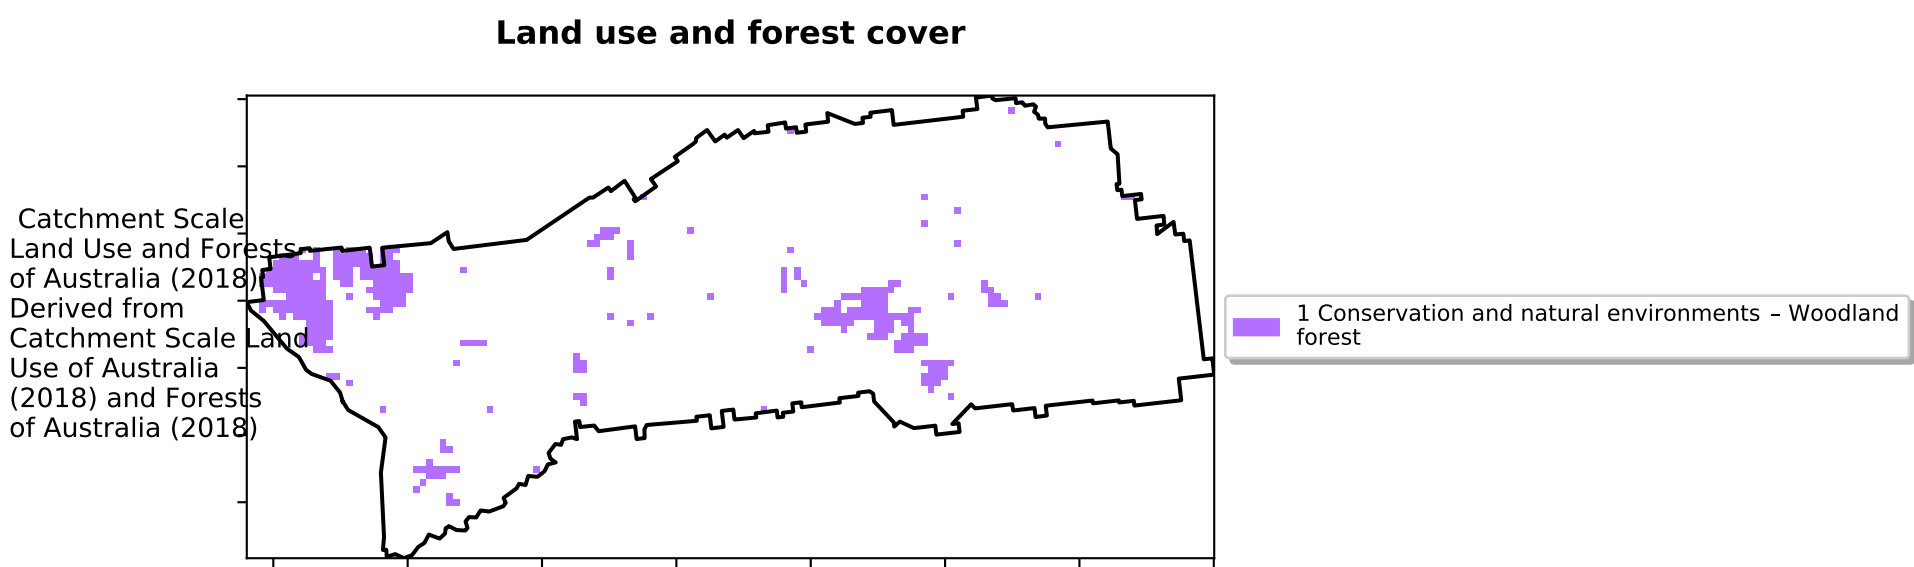 Land use and forest cover
Catchment Scale
Land Use and Forests
of Australia (2018)
Derived from
Catchment Scale Land
Use of Australia
(2018) and Forests
of Australia (2018)
1 Conservation and natural environments – Woodland
forest